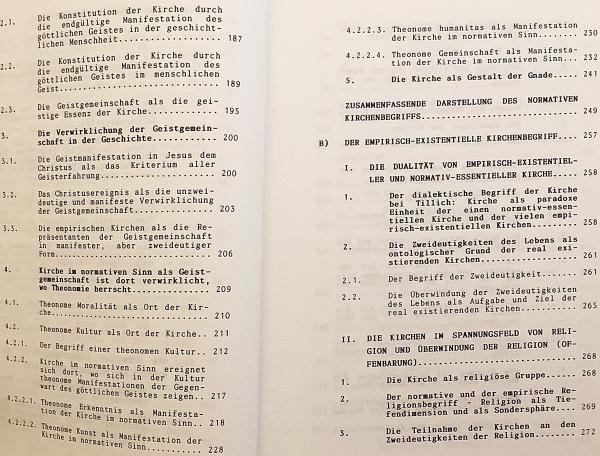 2.1. Die Konstitution der Kirche durch
die endgültige Manifestation des
göttlichen Geistes in der geschicht-
lichen Menschheit................. 187
2.2. Die Konstitution der Kirche durch
die endgültige Manifestation des
göttlichen Geistes im menschlichen
Geist............................. 189
2.3. Die Geistgemeinschaft als die gei-
stige Essenz der Kirche........... 195
3. Die Verwirklichung der Geistgemein-
schaft in der Geschichte.......... 200
3.1. Die Geistmanifestation in Jesus dem
Christus als das Kriterium aller
Geisterfahrung.................... 200
3.2. Das Christusereignis als die unzwei-
deutige und manifeste Verwirklichung
der Geistgemeinschaft............. 203
3.3. Die empirischen Kirchen als die Re-
präsentanten der Geistgemeinschaft
in manifester, aber zweideutiger
Form.............................. 206
4. Kirche im normativen Sinn als Geist-
gemeinschaft ist dort verwirklicht,
wo Theonomie herrscht............. 209
4.1. Theonome Moralität als Ort der Kir-
che............................... 210
4.2. Theonome Kultur als Ort der Kirche.. 211
4.2.1. Der Begriff einer theonomen Kultur.. 212
4.2.2. Kirche im normativen Sinn ereignet
sich dort, wo sich in der Kultur
theonome Manifestationen der Gegen-
wart des göttlichen Geistes zeigen.. 217
4.2.2.1. Theonome Erkenntnis als Manifesta-
tion der Kirche im normativen Sinn.. 218
4.2.2.2. Theonome Kunst als Manifestation der
Kirche im normativen Sinn........... 228
4.2.2.3. Theonome humanitas als Manifestation
der Kirche im normativen Sinn....... 230
4.2.2.4. Theonome Gemeinschaft als Manifesta-
tion der Kirche im normativen Sinn... 232
5. Die Kirche als Gestalt der Gnade..... 241
ZUSAMMENFASSENDE DARSTELLUNG DES NORMATIVEN
KIRCHENBEGRIFFS............................ 249
B) DER EMPIRISCH-EXISTENTIELLE KIRCHENBEGRIFF.... 257
I. DIE DUALITÄT VON EMPIRISCH-EXISTENTIEL-
LER UND NORMATIV-ESSENTIELLER KIRCHE..... 258
1. Der dialektische Begriff der Kirche
bei Tillich: Kirche als paradoxe
Einheit der einen normativ-essen-
tiellen Kirche und der vielen empi-
risch-existentiellen Kirchen........ 258
2. Die Zweideutigkeiten des Lebens als
ontologischer Grund der real exi-
stierenden Kirchen.................. 261
2.1. Der Begriff der Zweideutigkeit...... 261
2.2. Die Überwindung der Zweideutigkeiten
des Lebens als Aufgabe und Ziel der
real existierenden Kirchen.......... 265
II. DIE KIRCHEN IM SPANNUNGSFELD VON RELI-
GION UND ÜBERWINDUNG DER RELIGION (OF-
FENBARUNG)............................ 268
1. Die Kirche als religiöse Gruppe..... 268
2. Der normative und der empirische Re-
ligionsbegriff - Religion als Tie-
fendimension und als Sondersphäre... 269
3. Die Teilnahme der Kirchen an den
Zweideutigkeiten der Religion....... 272